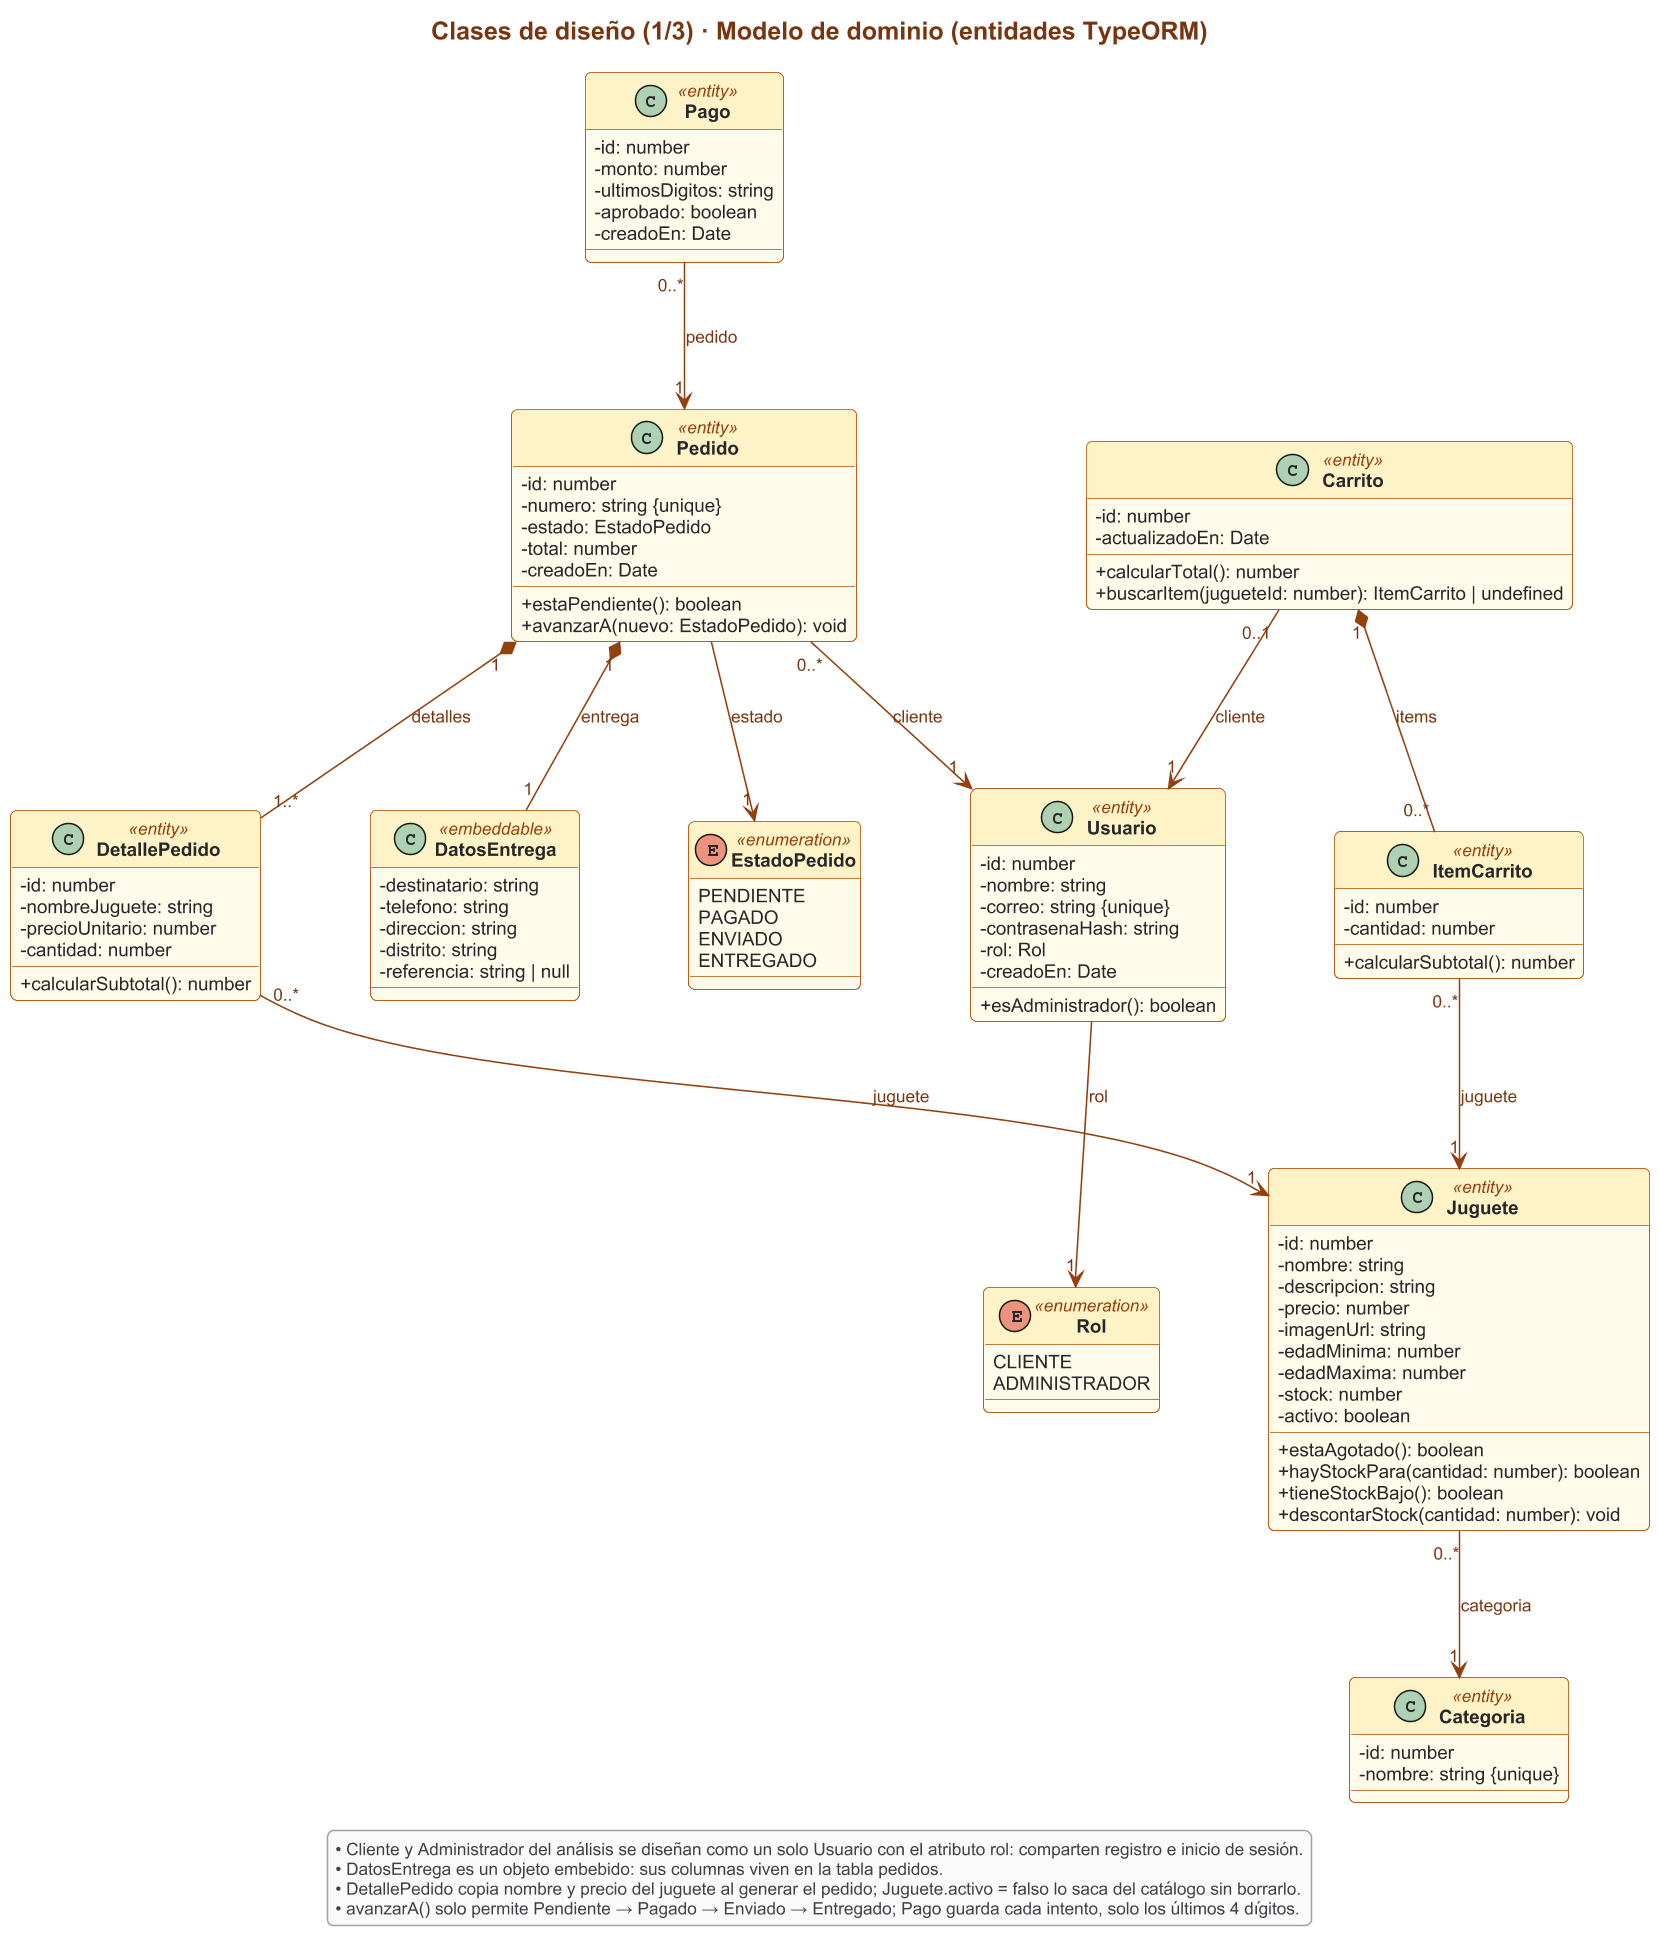 Clases de diseño (1/3) · Modelo de dominio (entidades TypeORM)
C
«entity»
Pago
-id: number
-monto: number
-ultimosDigitos: string
-aprobado: boolean
-creadoEn: Date
0..*
pedido
1
C
«entity»
Pedido
-id: number
-numero: string {unique}
-estado: EstadoPedido
-total: number
-creadoEn: Date
+estaPendiente(): boolean
+avanzarA(nuevo: EstadoPedido): void
C
«entity»
Carrito
-id: number
-actualizadoEn: Date
+calcularTotal(): number
+buscarItem(jugueteId: number): ItemCarrito | undefined
1
1
0..*
0..1
1
detalles
entrega
estado
cliente
cliente
items
1..*
1
1
1
1
0..*
C
«entity»
DetallePedido
-id: number
-nombreJuguete: string
-precioUnitario: number
-cantidad: number
+calcularSubtotal(): number
C
«embeddable»
DatosEntrega
-destinatario: string
-telefono: string
-direccion: string
-distrito: string
-referencia: string | null
E
«enumeration»
EstadoPedido
PENDIENTE
PAGADO
ENVIADO
ENTREGADO
C
«entity»
Usuario
-id: number
-nombre: string
-correo: string {unique}
-contrasenaHash: string
-rol: Rol
-creadoEn: Date
+esAdministrador(): boolean
C
«entity»
ItemCarrito
-id: number
-cantidad: number
+calcularSubtotal(): number
0..*
0..*
juguete
rol
juguete
1
1
1
E
«enumeration»
Rol
CLIENTE
ADMINISTRADOR
C
«entity»
Juguete
-id: number
-nombre: string
-descripcion: string
-precio: number
-imagenUrl: string
-edadMinima: number
-edadMaxima: number
-stock: number
-activo: boolean
+estaAgotado(): boolean
+hayStockPara(cantidad: number): boolean
+tieneStockBajo(): boolean
+descontarStock(cantidad: number): void
0..*
categoria
1
C
«entity»
Categoria
-id: number
-nombre: string {unique}
• Cliente y Administrador del análisis se diseñan como un solo Usuario con el atributo rol: comparten registro e inicio de sesión.
• DatosEntrega es un objeto embebido: sus columnas viven en la tabla pedidos.
• DetallePedido copia nombre y precio del juguete al generar el pedido; Juguete.activo = falso lo saca del catálogo sin borrarlo.
• avanzarA() solo permite Pendiente → Pagado → Enviado → Entregado; Pago guarda cada intento, solo los últimos 4 dígitos.